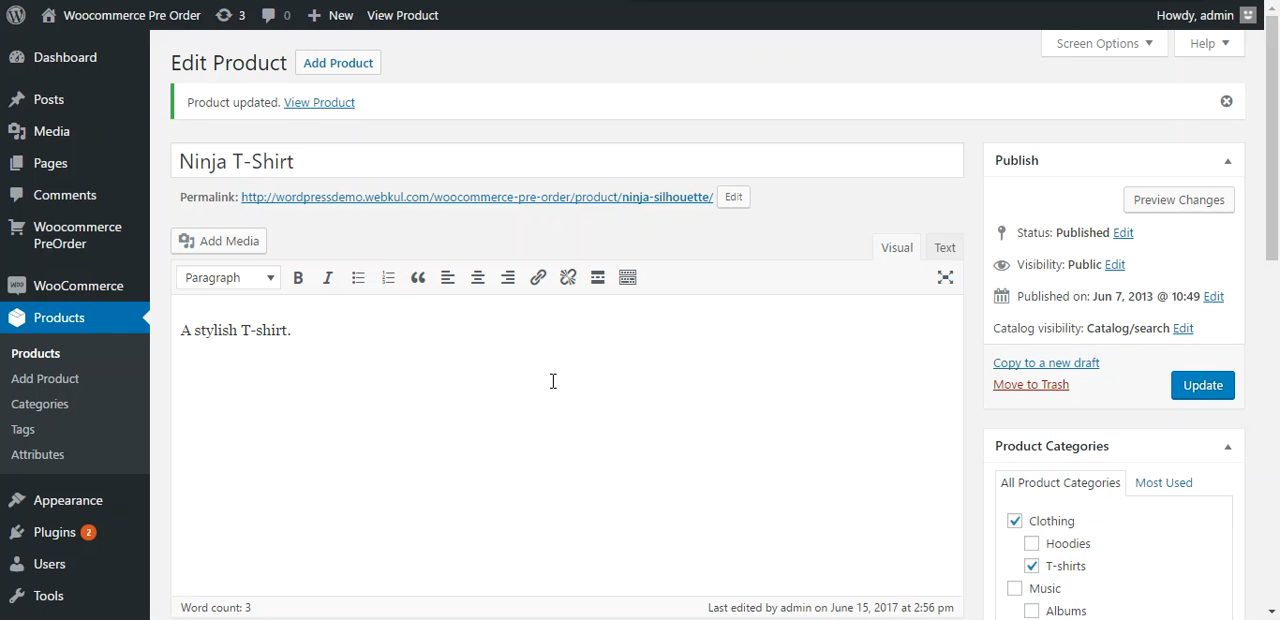 Woocommerce Pre Order 3 0 New View Product Howdy, admin
Screen Options Help
Dashboard
Posts
Media
Pages
Comments
Woocommerce
PreOrder
WooCommerce
Products
Products
Add Product
Categories
Tags
Attributes
Appearance
Plugins 2
Users
Tools
Edit Product Add Product
Product updated. View Product
Ninja T-Shirt
Permalink: http://wordpressdemo.webkul.com/woocommerce-pre-order/product/ninja-silhouette/ Edit
Add Media
Visual Text
Paragraph B I
A stylish T-shirt.
Word count: 3 Last edited by admin on June 15, 2017 at 2:56 pm
Publish
Preview Changes
Status: Published Edit
Visibility: Public Edit
Published on: Jun 7, 2013 @ 10:49 Edit
Catalog visibility: Catalog/search Edit
Copy to a new draft
Move to Trash
Update
Product Categories
All Product Categories Most Used
Clothing
Hoodies
T-shirts
Music
Albums